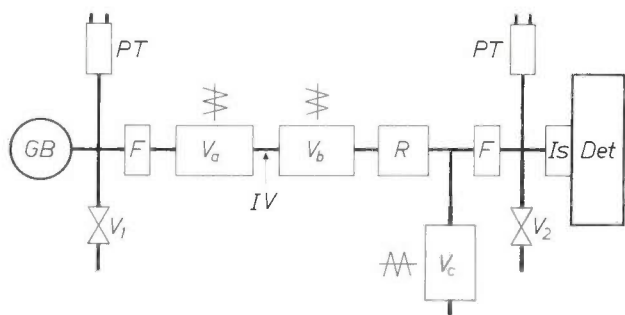 PT
PT
GB F Va Vb R F Is Det
IV
V1 V2
Vc